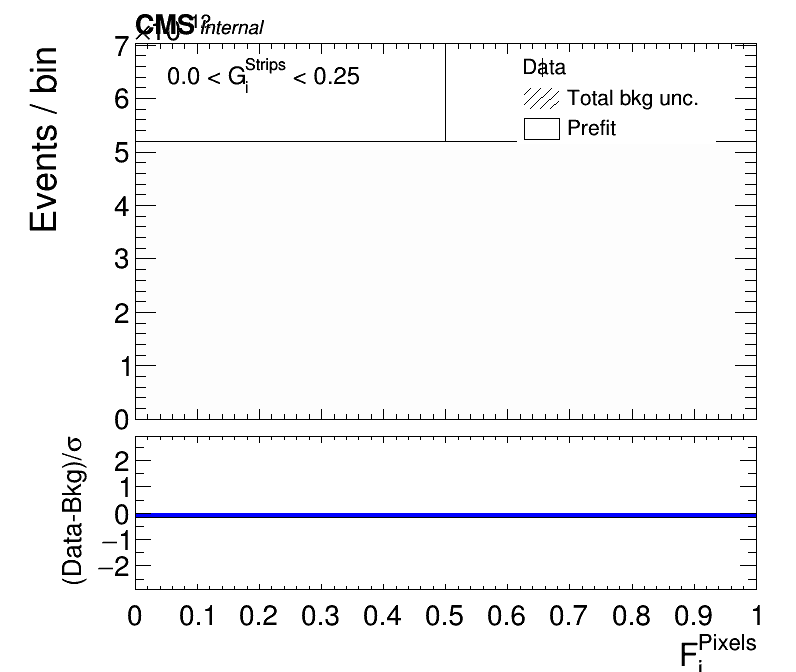 CMS Internal
×10 12
7
0.0 < G_i^Strips < 0.25
Data
Total bkg unc.
Prefit
6
5
4
3
2
1
0
Events / bin
2
1
0
−1
−2
(Data-Bkg)/σ
0 0.1 0.2 0.3 0.4 0.5 0.6 0.7 0.8 0.9 1
F_i^Pixels